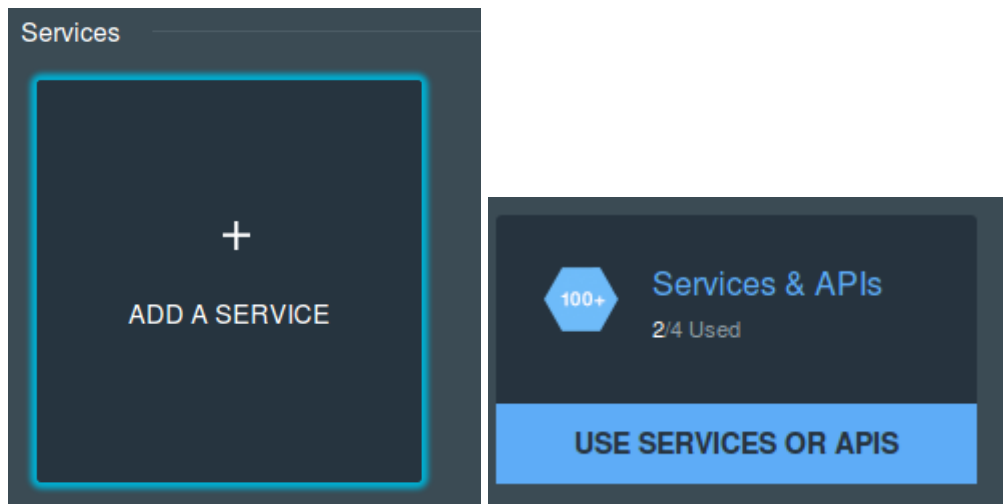 Services
+
ADD A SERVICE
100+
Services & APIs
2/4 Used
USE SERVICES OR APIS